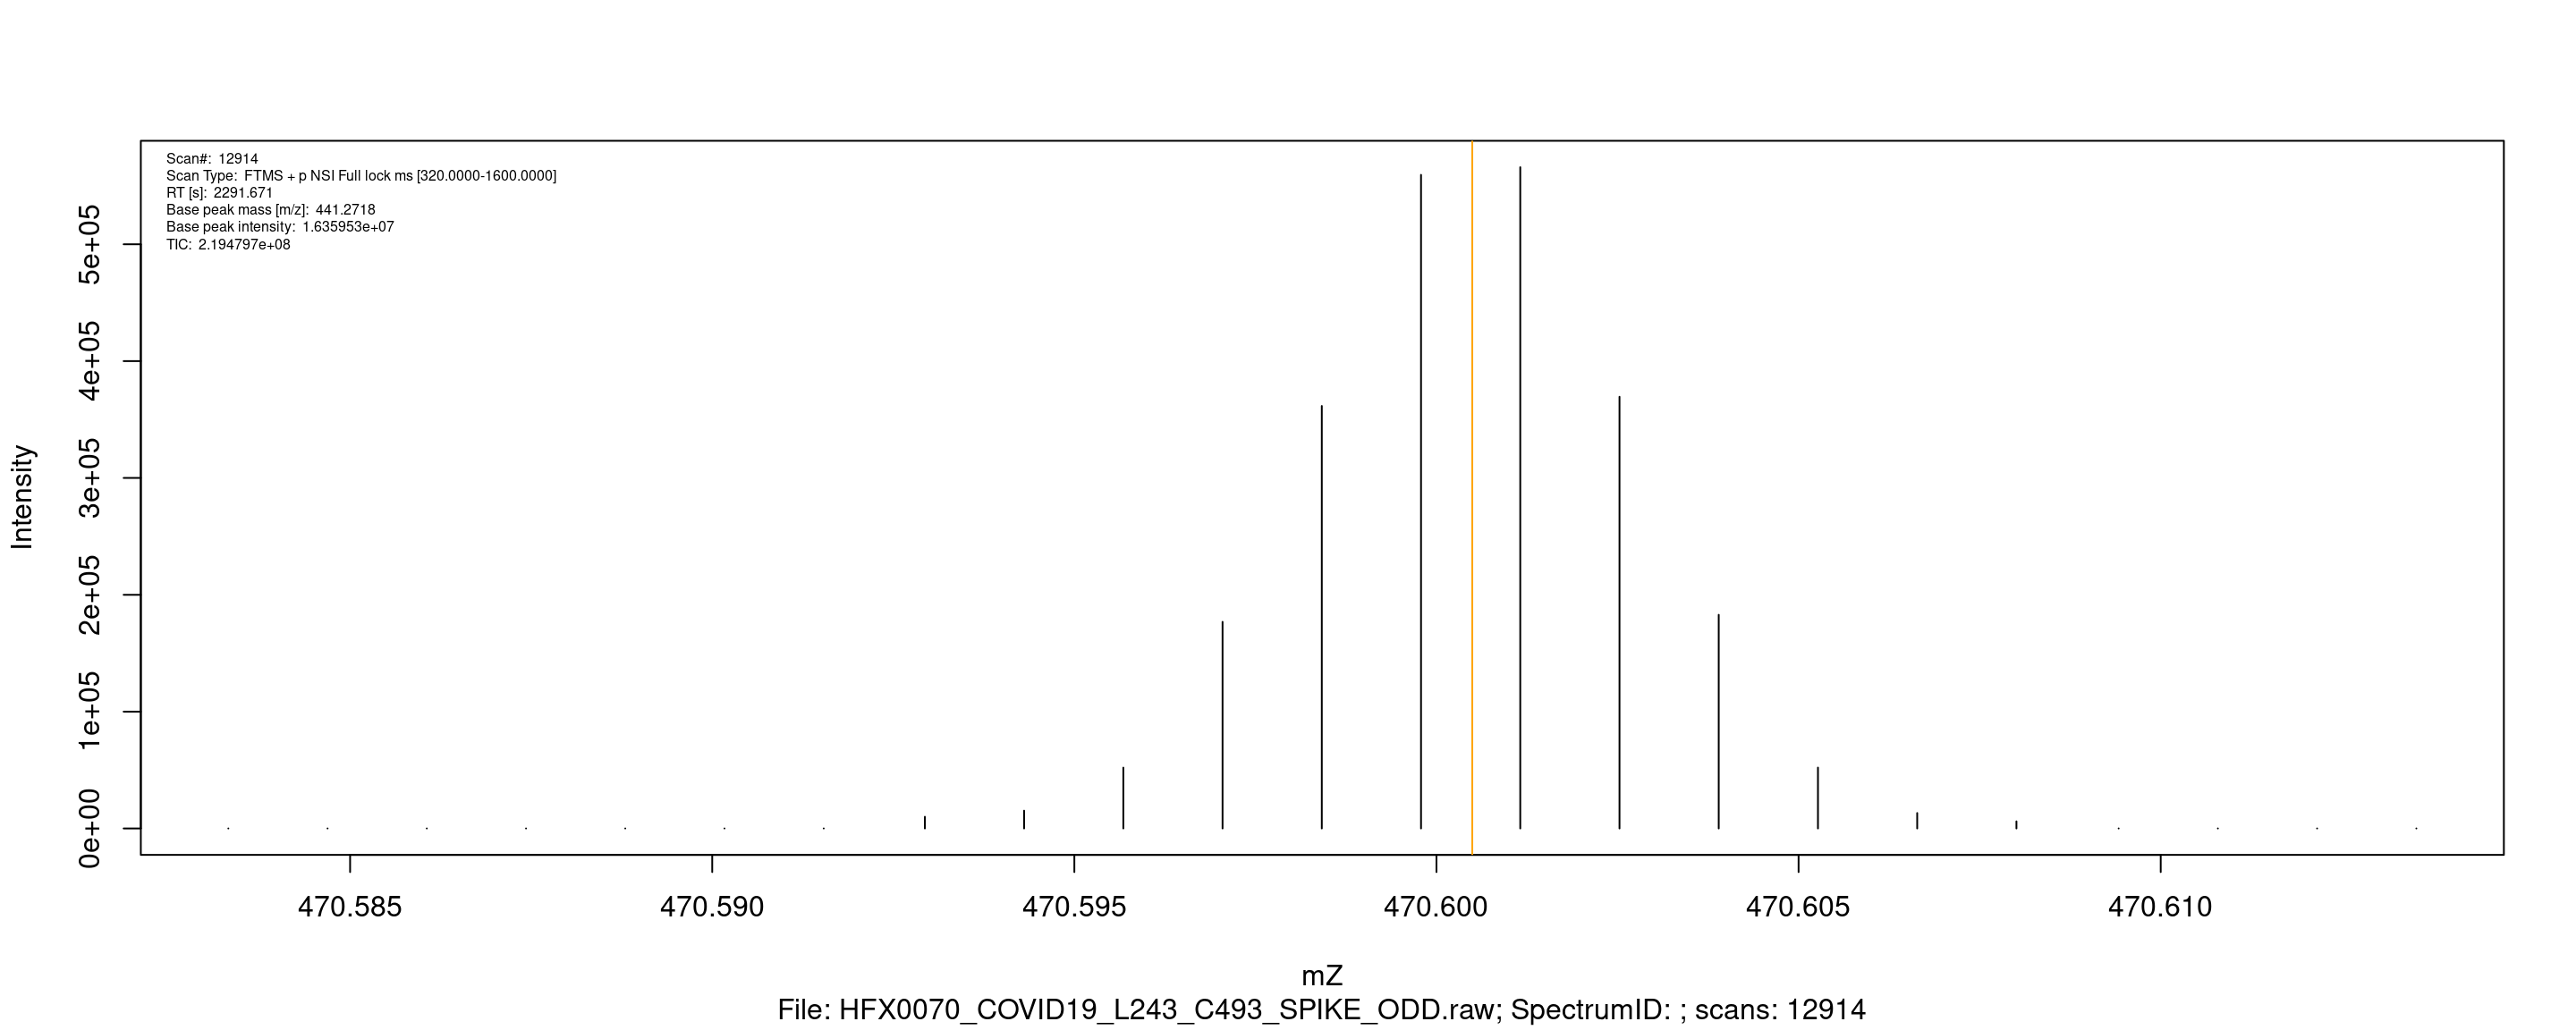 Scan#: 12914
Scan Type: FTMS + p NSI Full lock ms [320.0000-1600.0000]
RT [s]: 2291.671
Base peak mass [m/z]: 441.2718
Base peak intensity: 1.635953e+07
TIC: 2.194797e+08
5e+05
4e+05
3e+05
2e+05
1e+05
0e+00
Intensity
470.585 470.590 470.595 470.600 470.605 470.610
mZ
File: HFX0070_COVID19_L243_C493_SPIKE_ODD.raw; SpectrumID: ; scans: 12914